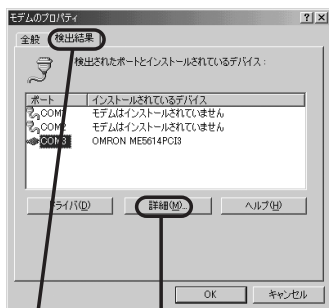 モデムのプロパティ
全般 検出結果
検出されたポートとインストールされているデバイス:
ポート インストールされているデバイス
COM1 モデムはインストールされていません
COM2 モデムはインストールされていません
COM3 OMRON ME5614PCI3
ドライバ(D) 詳細(M)... ヘルプ(H)
OK キャンセル